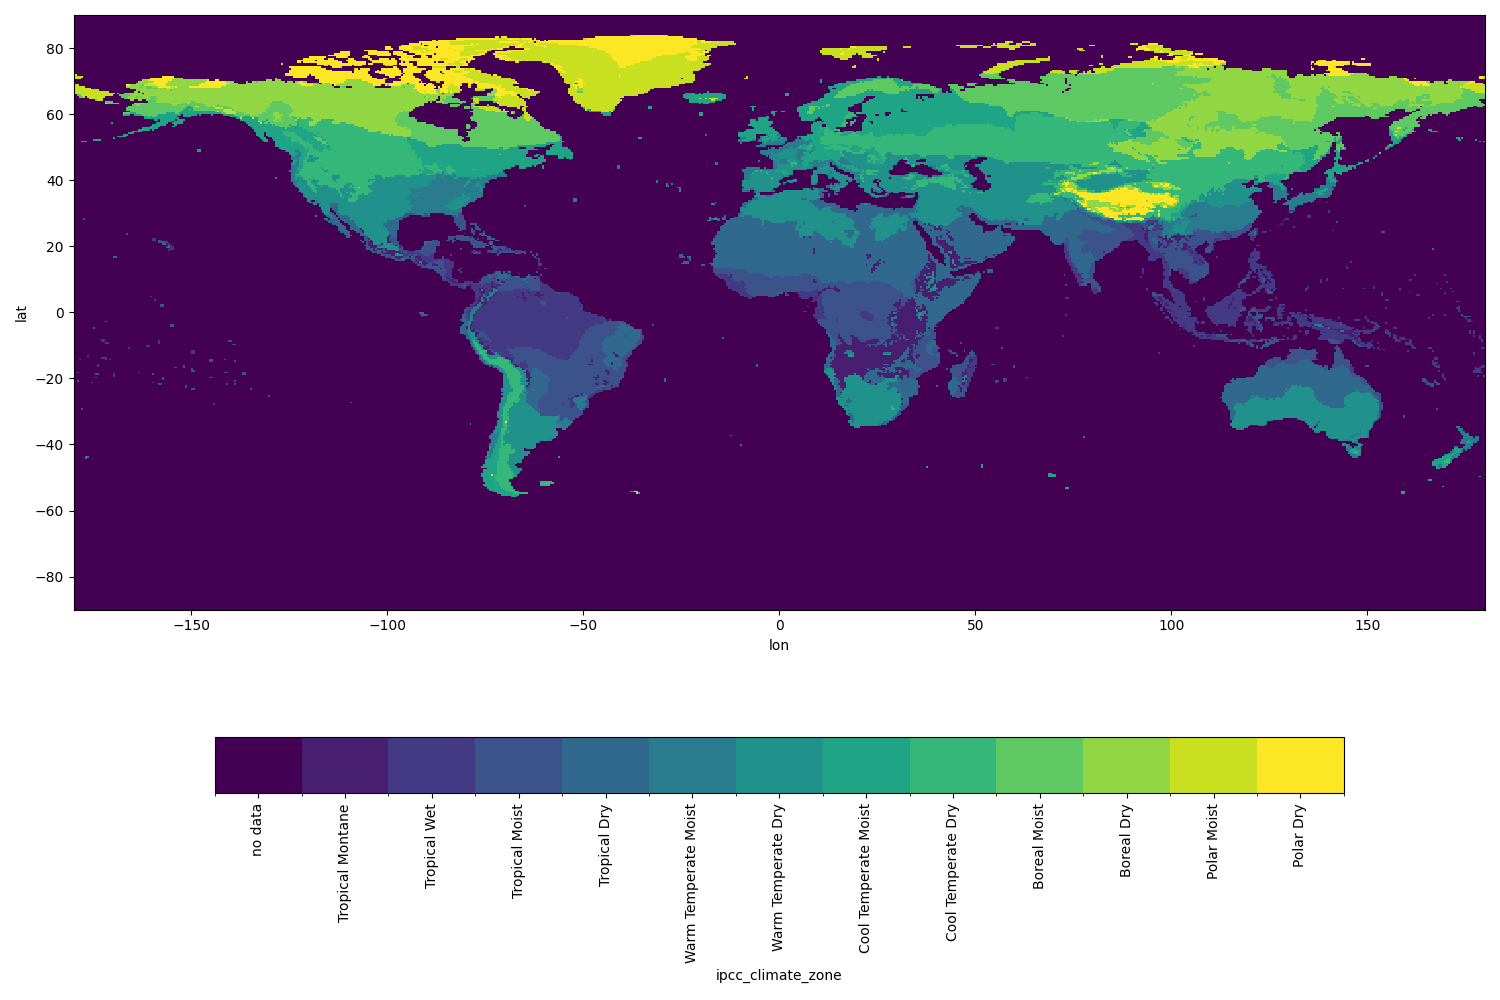 80
60
40
20
0
−20
−40
−60
−80
lat
−150
−100
−50
0
50
100
150
lon
no data
Tropical Montane
Tropical Wet
Tropical Moist
Tropical Dry
Warm Temperate Moist
Warm Temperate Dry
Cool Temperate Moist
Cool Temperate Dry
Boreal Moist
Boreal Dry
Polar Moist
Polar Dry
ipcc_climate_zone